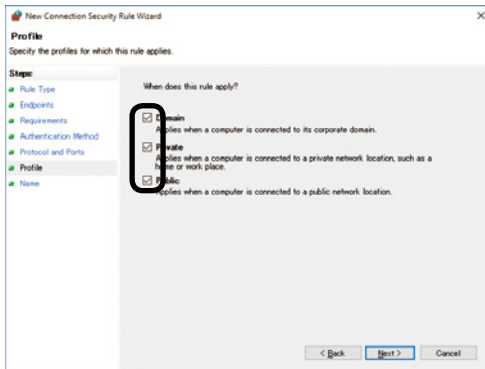 New Connection Security Rule Wizard
Profile
Specify the profiles for which this rule applies.
Steps:
Rule Type
Endpoints
Requirements
Authentication Method
Protocol and Ports
Profile
Name
When does this rule apply?
Domain
Applies when a computer is connected to its corporate domain.
Private
Applies when a computer is connected to a private network location, such as a
home or work place.
Public
Applies when a computer is connected to a public network location.
< Back
Next >
Cancel